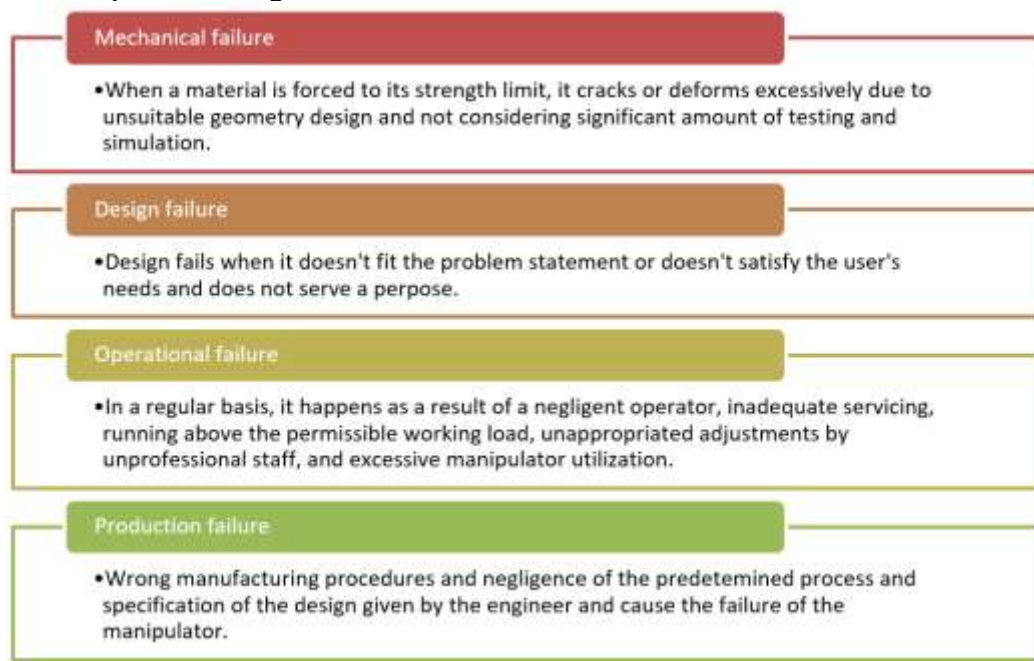 Mechanical failure
•When a material is forced to its strength limit, it cracks or deforms excessively due to
unsuitable geometry design and not considering significant amount of testing and
simulation.
Design failure
•Design fails when it doesn't fit the problem statement or doesn't satisfy the user's
needs and does not serve a perpose.
Operational failure
•In a regular basis, it happens as a result of a negligent operator, inadequate servicing,
running above the permissible working load, unappropriated adjustments by
unprofessional staff, and excessive manipulator utilization.
Production failure
•Wrong manufacturing procedures and negligence of the predetemined process and
specification of the design given by the engineer and cause the failure of the
manipulator.